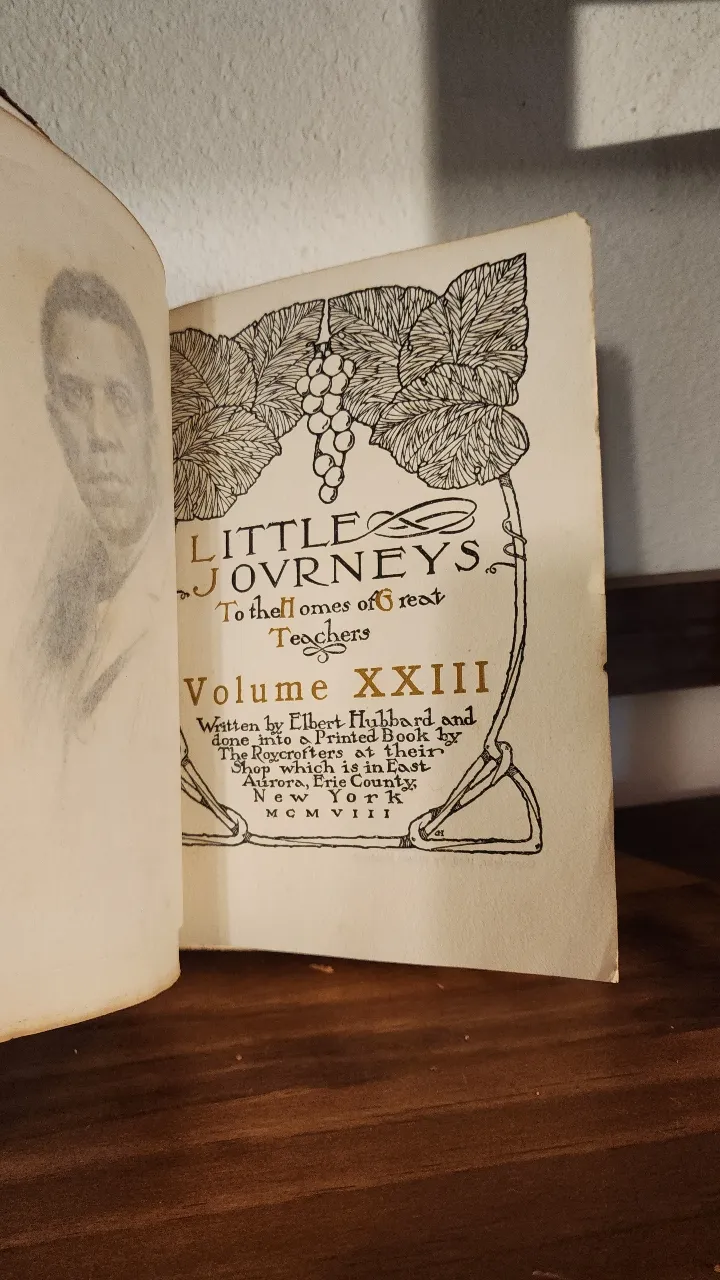 LITTLE
JOVRNEYS
To the Homes of Great
Teachers
Volume XXIII
Written by Elbert Hubbard and
done into a Printed Book by
The Roycrofters at their
Shop which is in East
Aurora, Erie County,
New York
MCMVIII